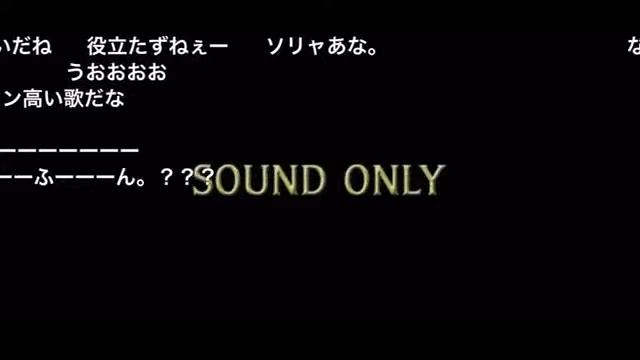 いだね 役立たずねぇー ソリャあな。 な
うおおおお
ン高い歌だな
ーーーーーーー
ーーふーーーん。？？？
SOUND ONLY